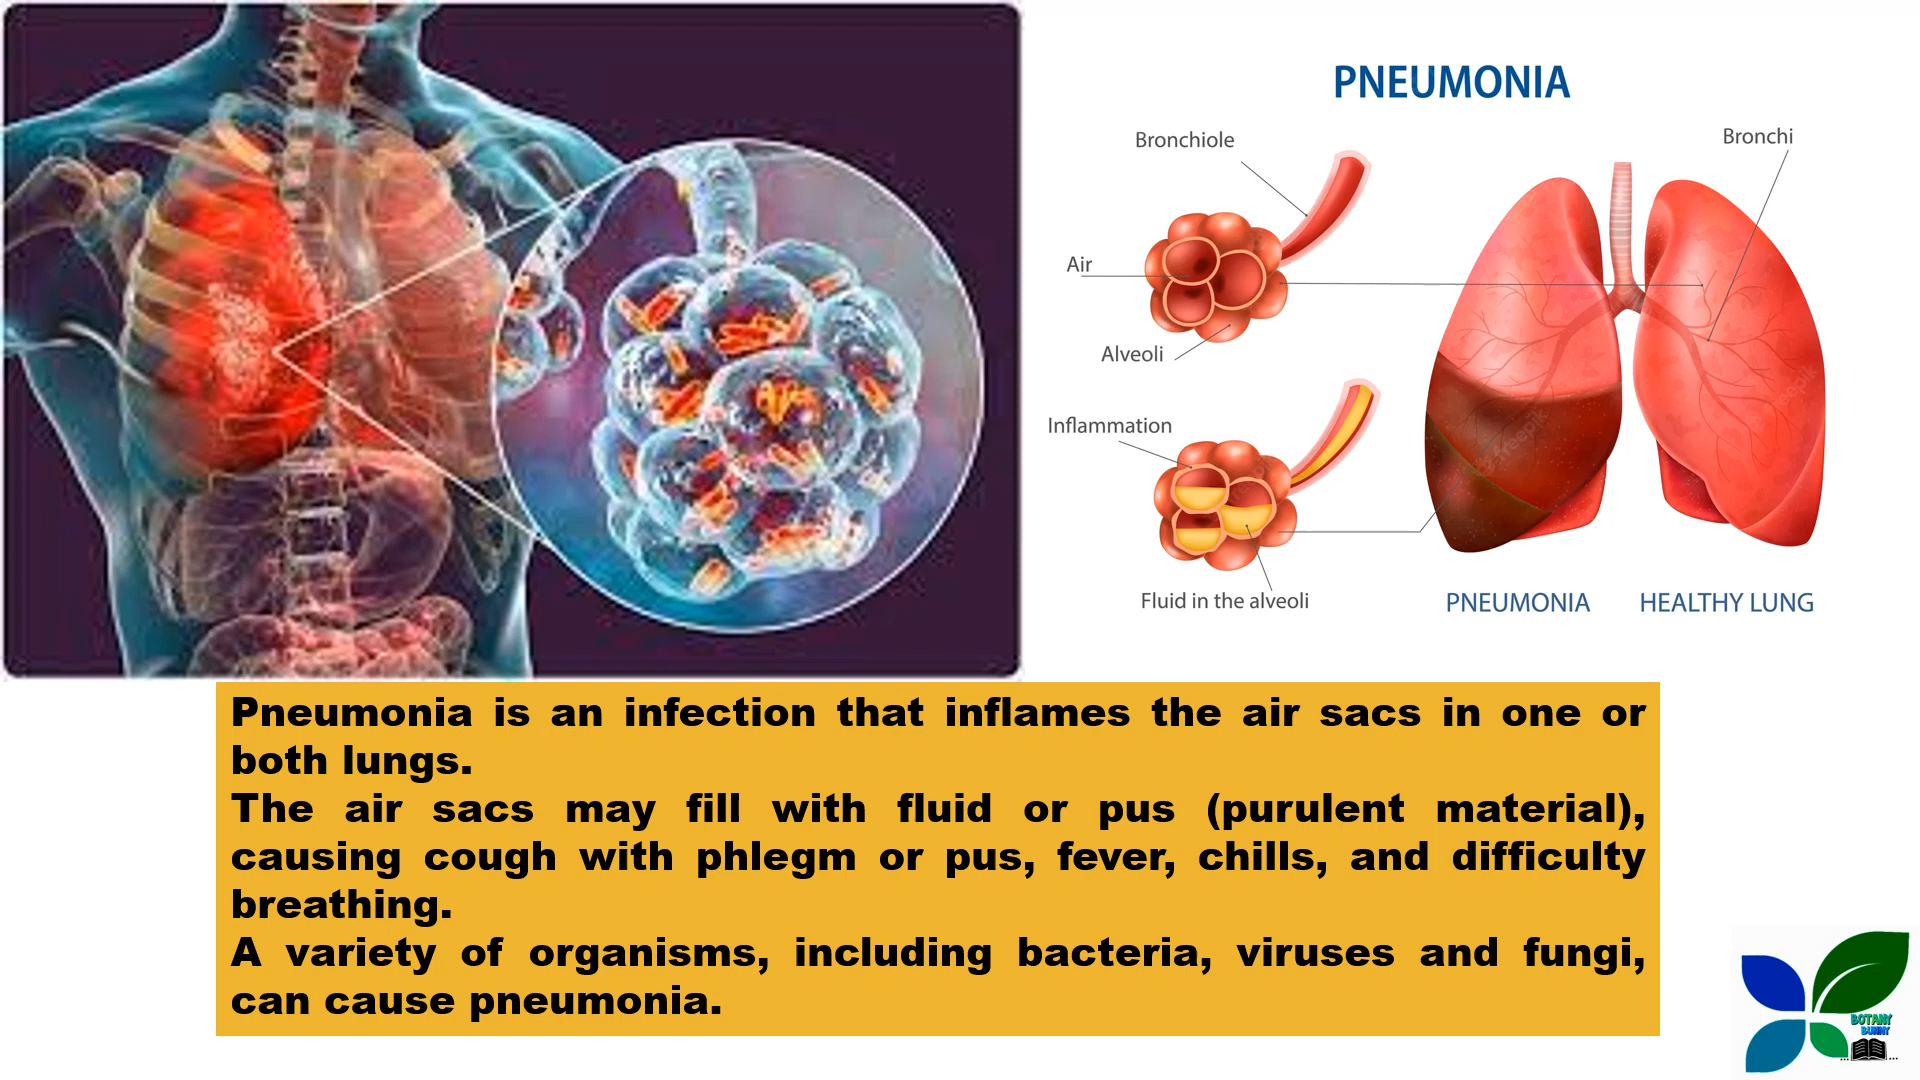 PNEUMONIA
Bronchiole
Bronchi
Air
Alveoli
Inflammation
Fluid in the alveoli
PNEUMONIA
HEALTHY LUNG
Pneumonia is an infection that inflames the air sacs in one or
both lungs.
The air sacs may fill with fluid or pus (purulent material),
causing cough with phlegm or pus, fever, chills, and difficulty
breathing.
A variety of organisms, including bacteria, viruses and fungi,
can cause pneumonia.
BOTANY
BUNNY